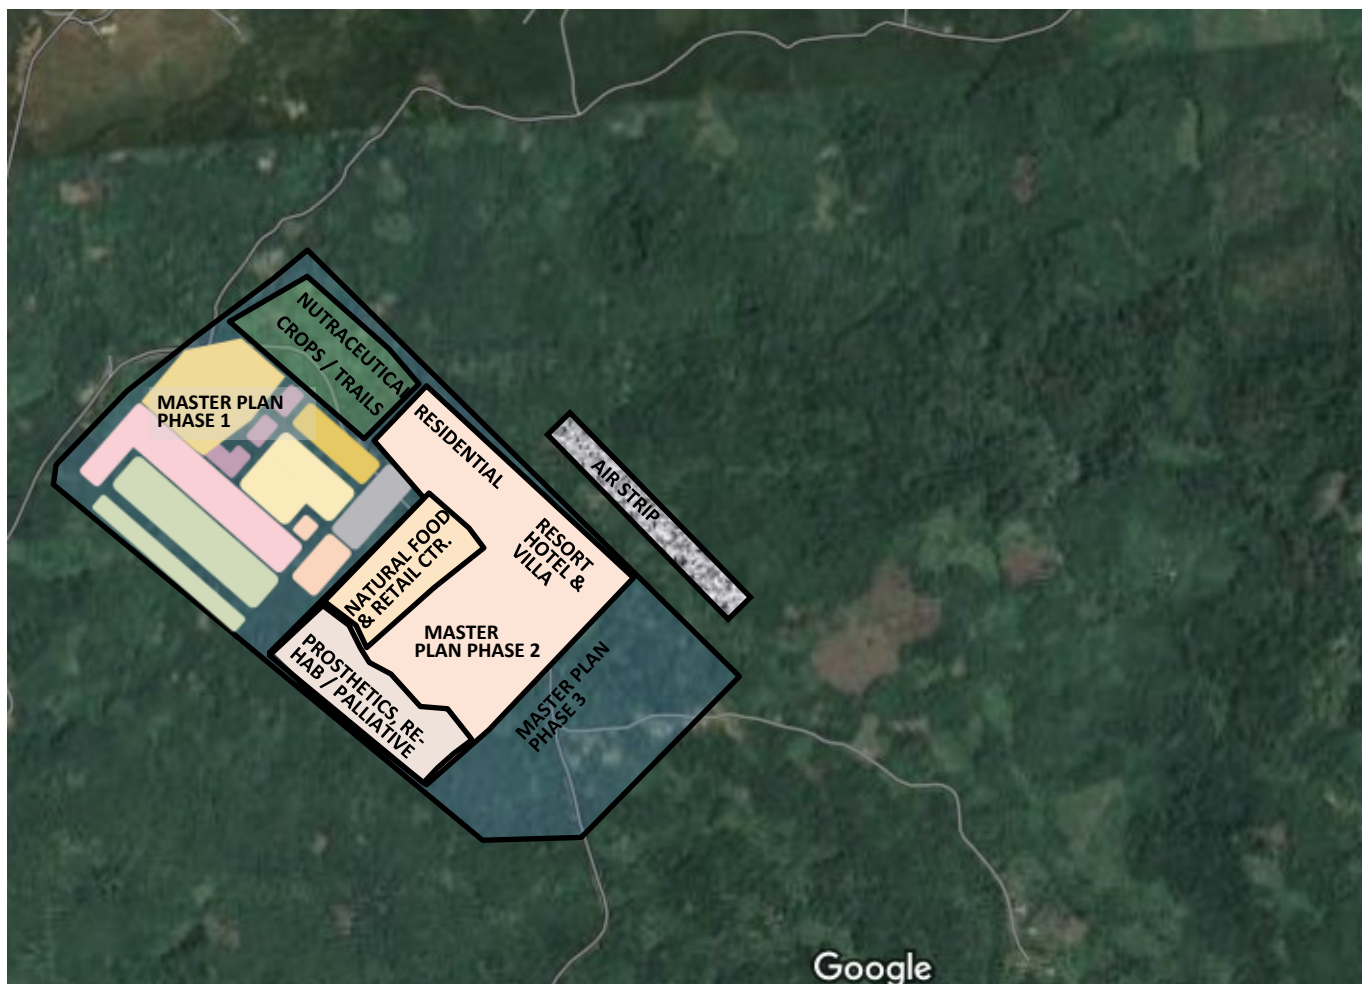 NUTRACEUTICAL
CROPS / TRAILS
MASTER PLAN
PHASE 1
RESIDENTIAL
AIR STRIP
RESORT
HOTEL &
VILLA
NATURAL FOOD
& RETAIL CTR.
MASTER
PLAN PHASE 2
PROSTHETICS, RE-
HAB / PALLIATIVE
MASTER PLAN
PHASE 3
Google